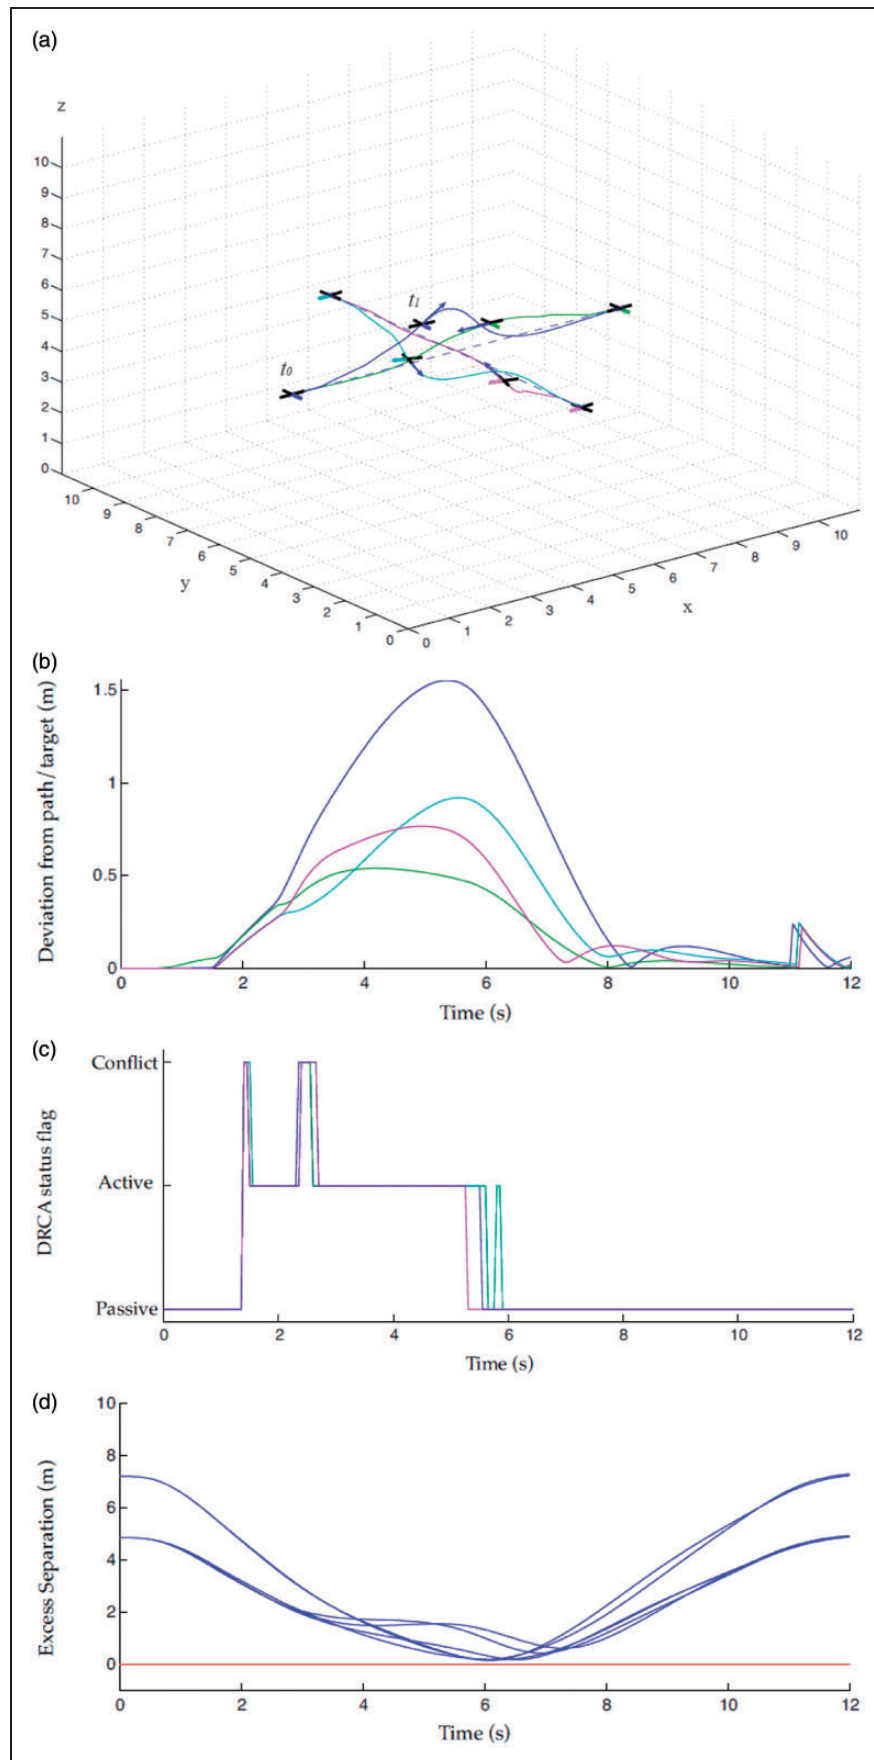 (a)
z
10
9
8
7
6
5
4
3
2
1
0
t1
t0
10
9
8
7
6
5
4
3
2
1
0
y
0
1
2
3
4
5
6
7
8
9
10
x
(b)
Deviation from path/target (m)
1.5
1
0.5
0
0 2 4 6 8 10 12
Time (s)
(c)
DRCA status flag
Conflict
Active
Passive
0 2 4 6 8 10 12
Time (s)
(d)
Excess Separation (m)
10
8
6
4
2
0
0 2 4 6 8 10 12
Time (s)